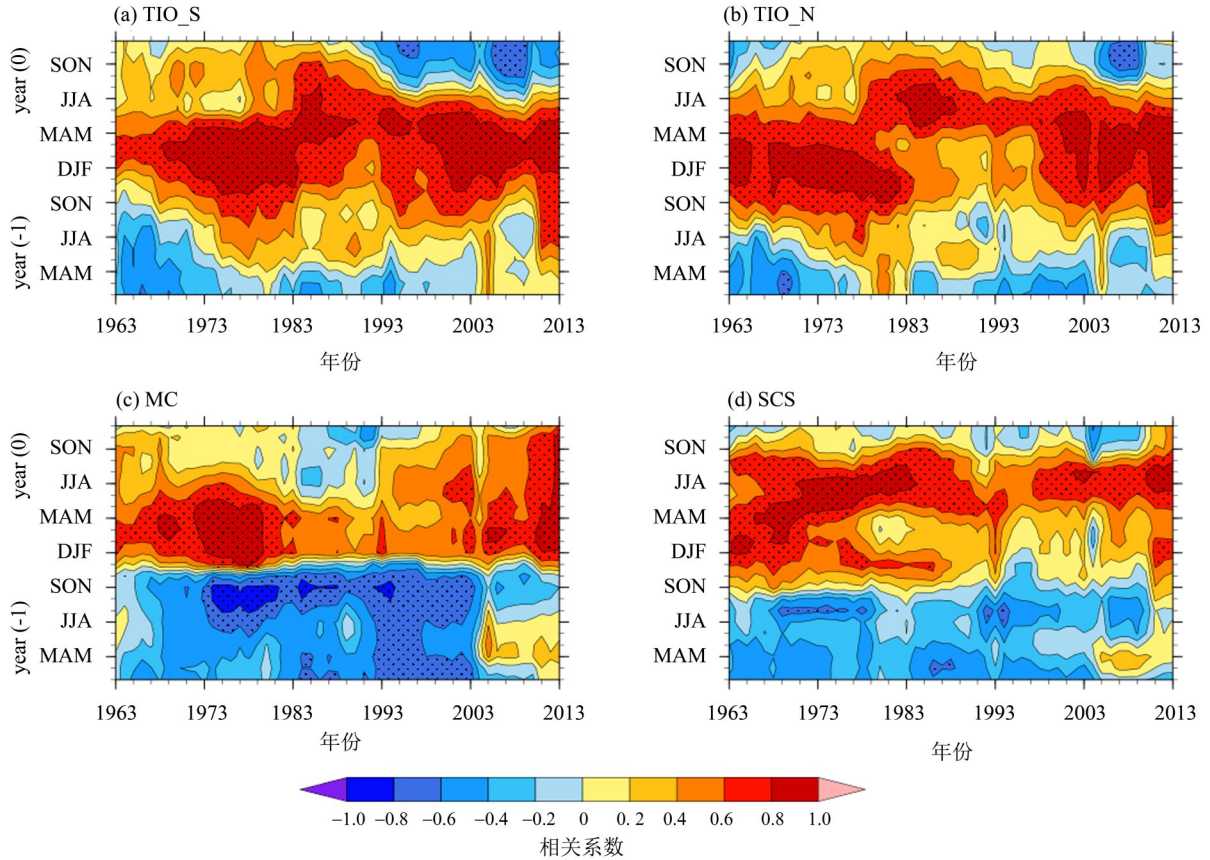 (a) TIO_S
(b) TIO_N
year (0)
SON
JJA
MAM
DJF
SON
year (-1)
JJA
MAM
1963 1973 1983 1993 2003 2013
年份
SON
JJA
MAM
DJF
SON
JJA
MAM
1963 1973 1983 1993 2003 2013
年份
(c) MC
(d) SCS
year (0)
SON
JJA
MAM
DJF
SON
year (-1)
JJA
MAM
1963 1973 1983 1993 2003 2013
年份
SON
JJA
MAM
DJF
SON
JJA
MAM
1963 1973 1983 1993 2003 2013
年份
−1.0 −0.8 −0.6 −0.4 −0.2 0 0.2 0.4 0.6 0.8 1.0
相关系数